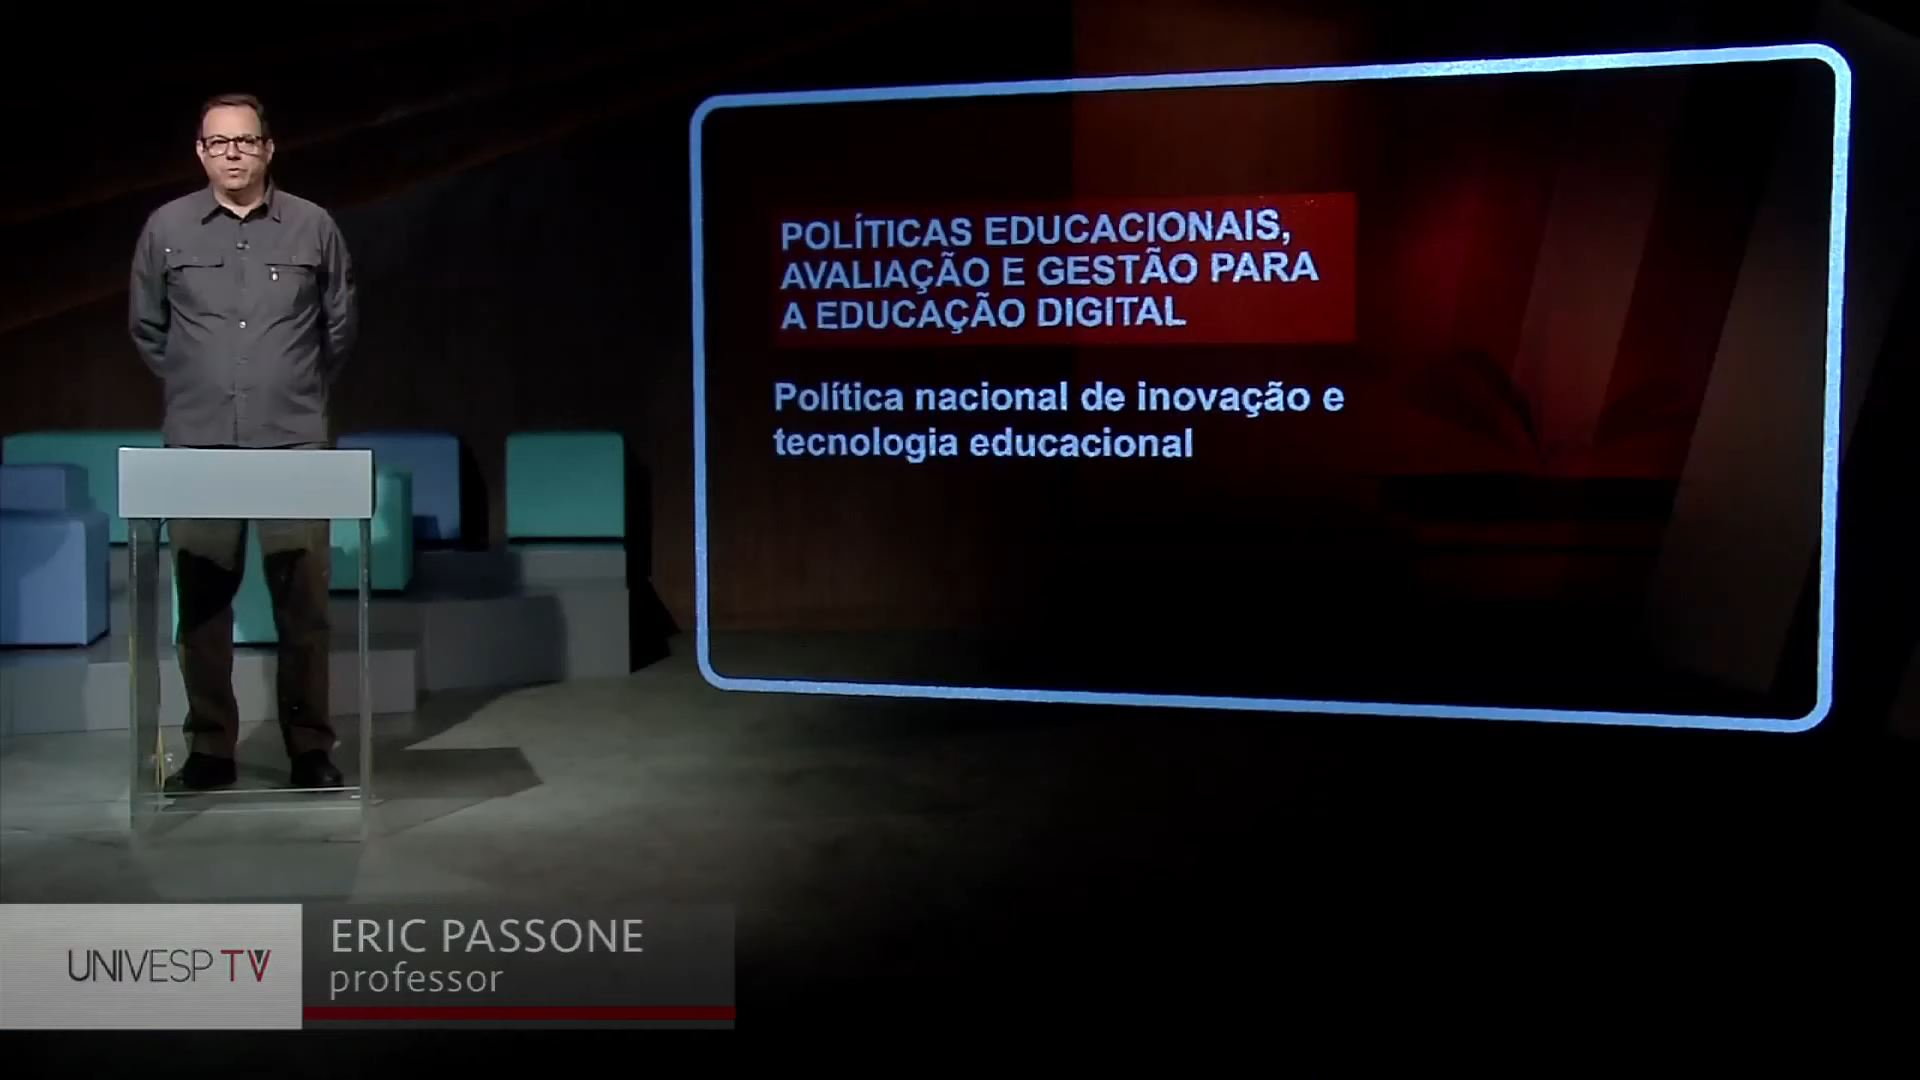 POLÍTICAS EDUCACIONAIS,
AVALIAÇÃO E GESTÃO PARA
A EDUCAÇÃO DIGITAL
Política nacional de inovação e
tecnologia educacional
UNIVESP TV
ERIC PASSONE
professor